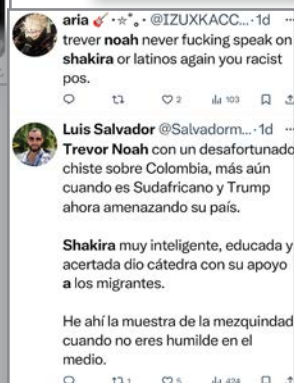 aria 🎸 · ☆˚｡ · @IZUXKACC... · 1d ···
trever noah never fucking speak on
shakira or latinos again you racist
pos.
2 103
Luis Salvador @Salvadorm... · 1d ···
Trevor Noah con un desafortunado
chiste sobre Colombia, más aún
cuando es Sudafricano y Trump
ahora amenazando su país.
Shakira muy inteligente, educada y
acertada dio cátedra con su apoyo
a los migrantes.
He ahí la muestra de la mezquindad
cuando no eres humilde en el
medio.
1 5 424